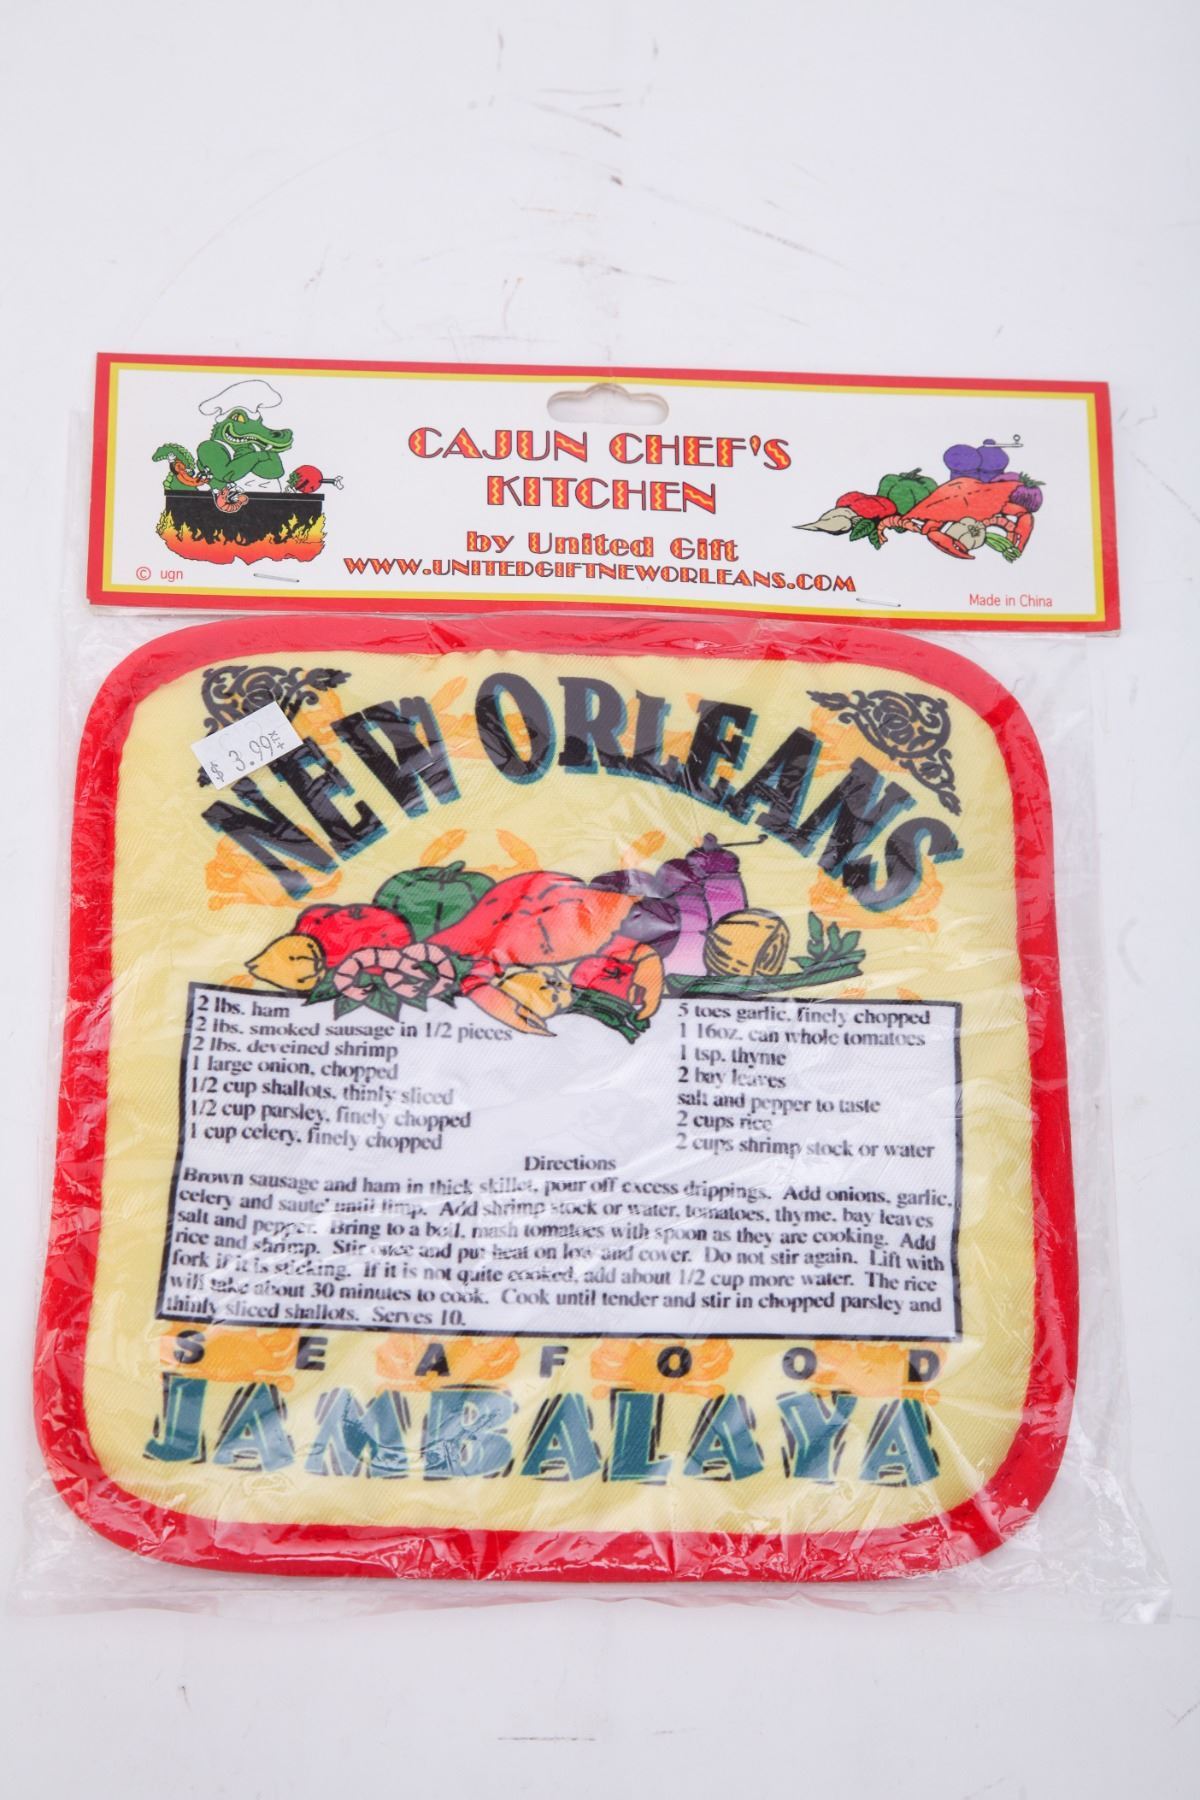 CAJUN CHEF'S
KITCHEN
by United Gift
WWW.UNITEDGIFTNEWORLEANS.COM
© ugn
Made in China
3.99
+TX
NEW ORLEANS
2 lbs. ham
2 lbs. smoked sausage in 1/2 pieces
2 lbs. deveined shrimp
1 large onion, chopped
1/2 cup shallots, thinly sliced
1/2 cup parsley, finely chopped
1 cup celery, finely chopped
5 toes garlic, finely chopped
1 16oz. can whole tomatoes
1 tsp. thyme
2 bay leaves
salt and pepper to taste
2 cups rice
2 cups shrimp stock or water
Directions
Brown sausage and ham in thick skillet, pour off excess drippings. Add onions, garlic,
celery and saute' until limp. Add shrimp stock or water, tomatoes, thyme, bay leaves
salt and pepper. Bring to a boil, mash tomatoes with spoon as they are cooking. Add
rice and shrimp. Stir once and put heat on low and cover. Do not stir again. Lift with
fork if it is sticking. If it is not quite cooked, add about 1/2 cup more water. The rice
will take about 30 minutes to cook. Cook until tender and stir in chopped parsley and
thinly sliced shallots. Serves 10.
SEAFOOD
JAMBALAYA